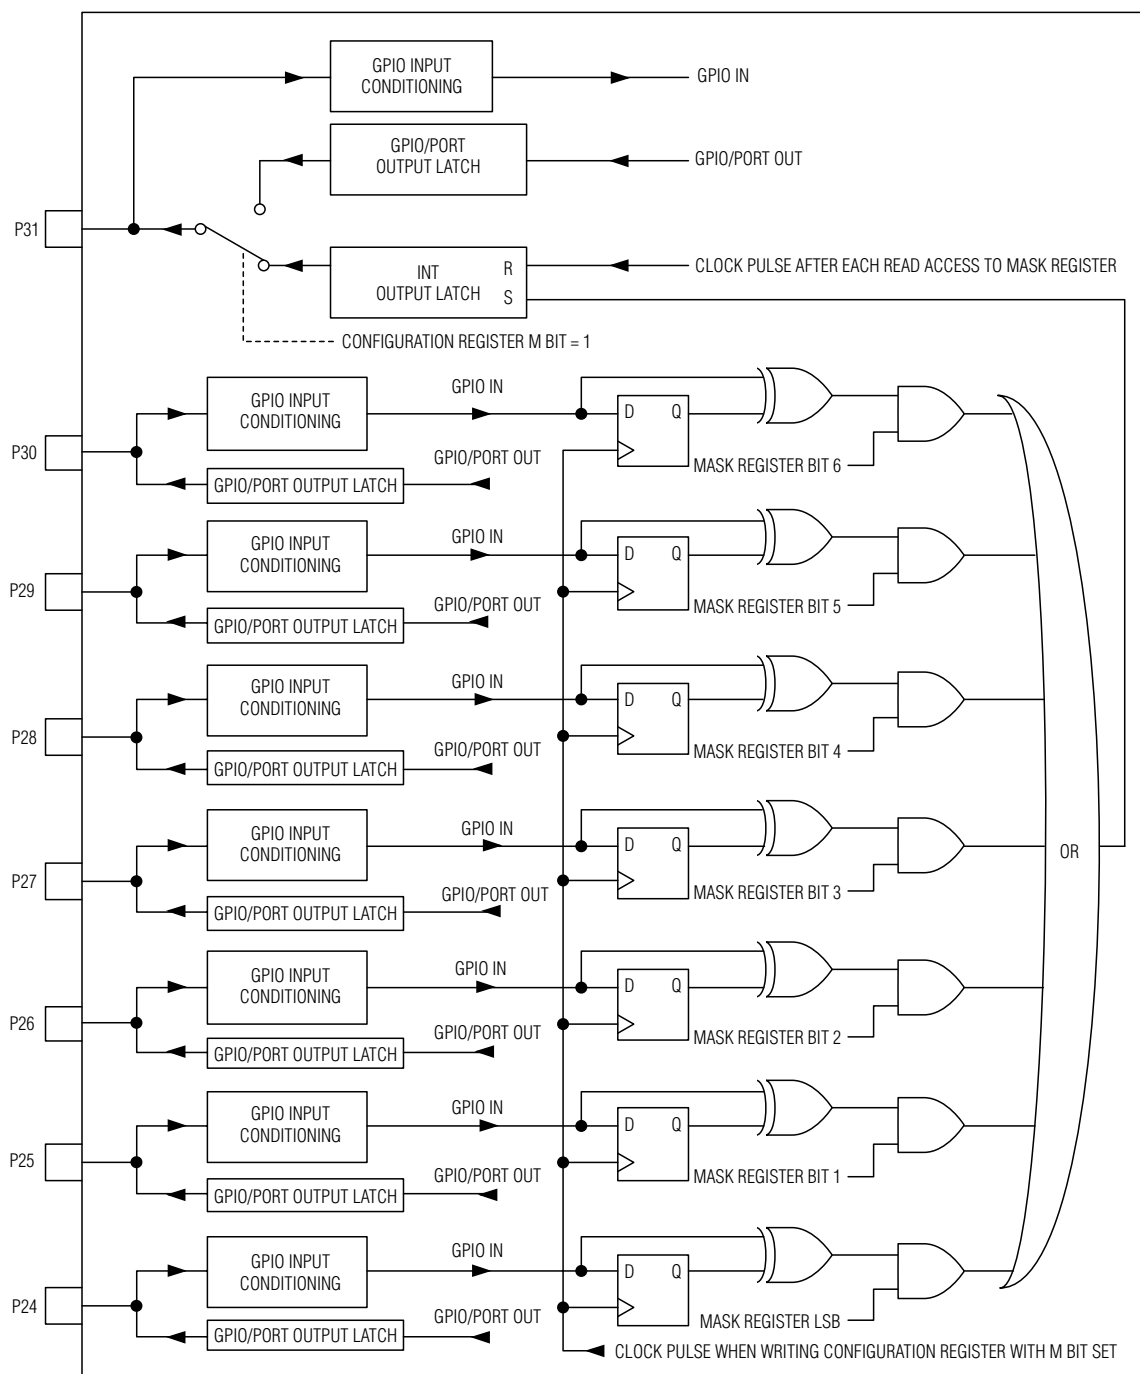 GPIO INPUT
CONDITIONING
GPIO IN
GPIO/PORT
OUTPUT LATCH
GPIO/PORT OUT
P31
INT
OUTPUT LATCH
R
S
CLOCK PULSE AFTER EACH READ ACCESS TO MASK REGISTER
CONFIGURATION REGISTER M BIT = 1
P30
GPIO INPUT
CONDITIONING
GPIO IN
GPIO/PORT OUT
GPIO/PORT OUTPUT LATCH
D Q
MASK REGISTER BIT 6
P29
GPIO INPUT
CONDITIONING
GPIO IN
GPIO/PORT OUT
GPIO/PORT OUTPUT LATCH
D Q
MASK REGISTER BIT 5
P28
GPIO INPUT
CONDITIONING
GPIO IN
GPIO/PORT OUT
GPIO/PORT OUTPUT LATCH
D Q
MASK REGISTER BIT 4
P27
GPIO INPUT
CONDITIONING
GPIO IN
GPIO/PORT OUT
GPIO/PORT OUTPUT LATCH
D Q
MASK REGISTER BIT 3
OR
P26
GPIO INPUT
CONDITIONING
GPIO IN
GPIO/PORT OUT
GPIO/PORT OUTPUT LATCH
D Q
MASK REGISTER BIT 2
P25
GPIO INPUT
CONDITIONING
GPIO IN
GPIO/PORT OUT
GPIO/PORT OUTPUT LATCH
D Q
MASK REGISTER BIT 1
P24
GPIO INPUT
CONDITIONING
GPIO IN
GPIO/PORT OUT
GPIO/PORT OUTPUT LATCH
D Q
MASK REGISTER LSB
CLOCK PULSE WHEN WRITING CONFIGURATION REGISTER WITH M BIT SET